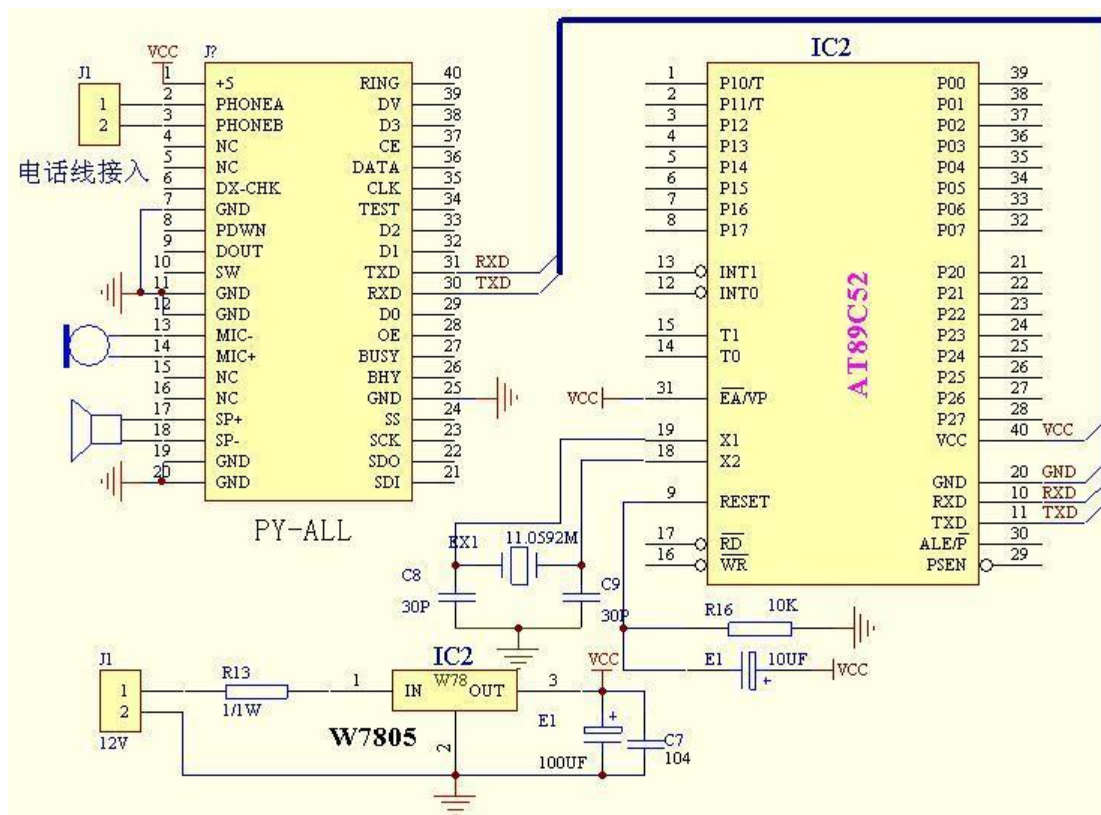 VCC
J?
J1
1
2
电话线接入
1 +5
2 PHONEA
3 PHONEB
4 NC
5 NC
6 DX-CHK
7 GND
8 PDWN
9 DOUT
10 SW
11 GND
12 GND
13 MIC-
14 MIC+
15 NC
16 NC
17 SP+
18 SP-
19 GND
20 GND
RING 40
DV 39
D3 38
CE 37
DATA 36
CLK 35
TEST 34
D2 33
D1 32
TXD 31 RXD
RXD 30 TXD
D0 29
OE 28
BUSY 27
BHY 26
GND 25
SS 24
SCK 23
SDO 22
SDI 21
PY-ALL
IC2
1 P10/T
2 P11/T
3 P12
4 P13
5 P14
6 P15
7 P16
8 P17
13 INT1
12 INT0
15 T1
14 T0
VCC 31 EA/VP
19 X1
18 X2
9 RESET
17 RD
16 WR
AT89C52
P00 39
P01 38
P02 37
P03 36
P04 35
P05 34
P06 33
P07 32
P20 21
P21 22
P22 23
P23 24
P24 25
P25 26
P26 27
P27 28
VCC 40 VCC
GND 20 GND
RXD 10 RXD
TXD 11 TXD
ALE/P 30
PSEN 29
EX1 11.0592M
C8
30P
C9
30P
R16 10K
E1 10UF + VCC
J1
1
2
12V
R13
1/1W
1
IC2
IN W78 OUT
3
2
W7805
VCC
E1 +
100UF
C7
104